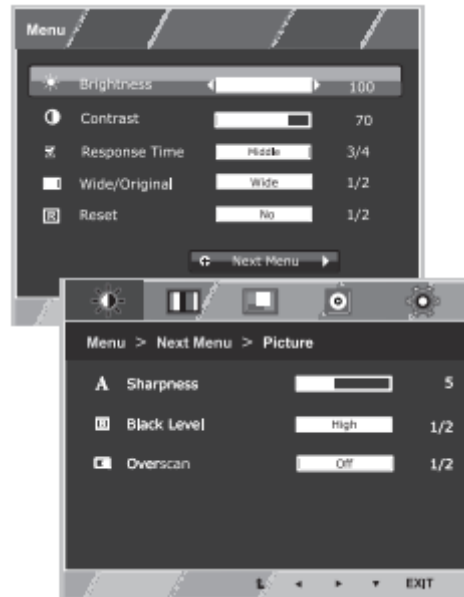 Menu
Brightness 100
Contrast 70
Response Time Middle 3/4
Wide/Original Wide 1/2
R Reset No 1/2
Next Menu
Menu > Next Menu > Picture
A Sharpness 5
Black Level High 1/2
Overscan Off 1/2
EXIT